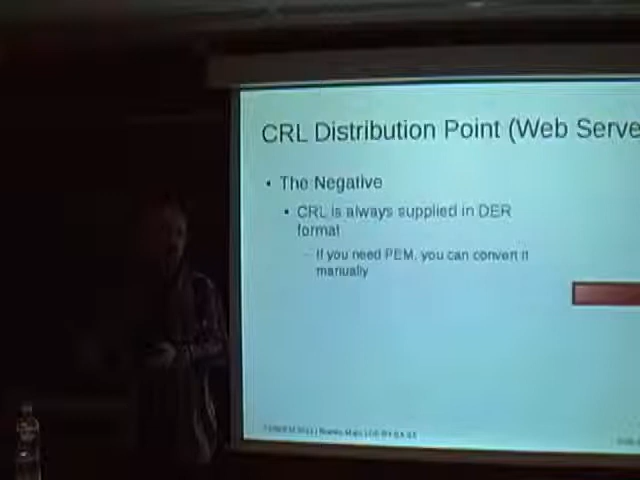 CRL Distribution Point (Web Serve
• The Negative
• CRL is always supplied in DER
format
– If you need PEM, you can convert it
manually